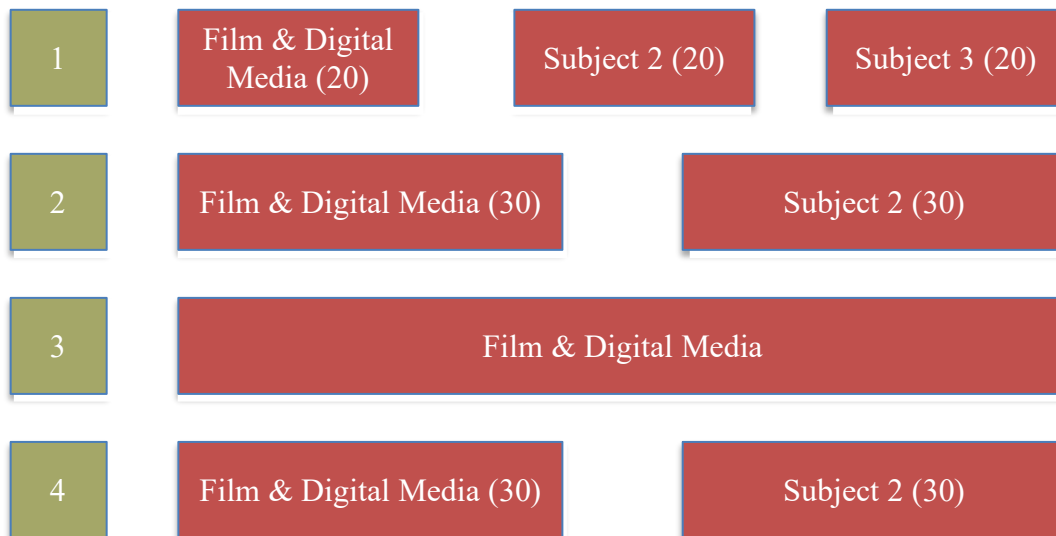 1
Film & Digital
Media (20)
Subject 2 (20)
Subject 3 (20)
2
Film & Digital Media (30)
Subject 2 (30)
3
Film & Digital Media
4
Film & Digital Media (30)
Subject 2 (30)